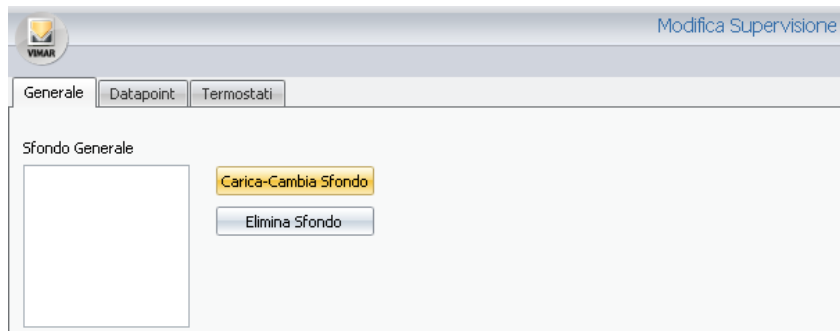 Modifica Supervisione
VIMAR
Generale Datapoint Termostati
Sfondo Generale
Carica-Cambia Sfondo
Elimina Sfondo